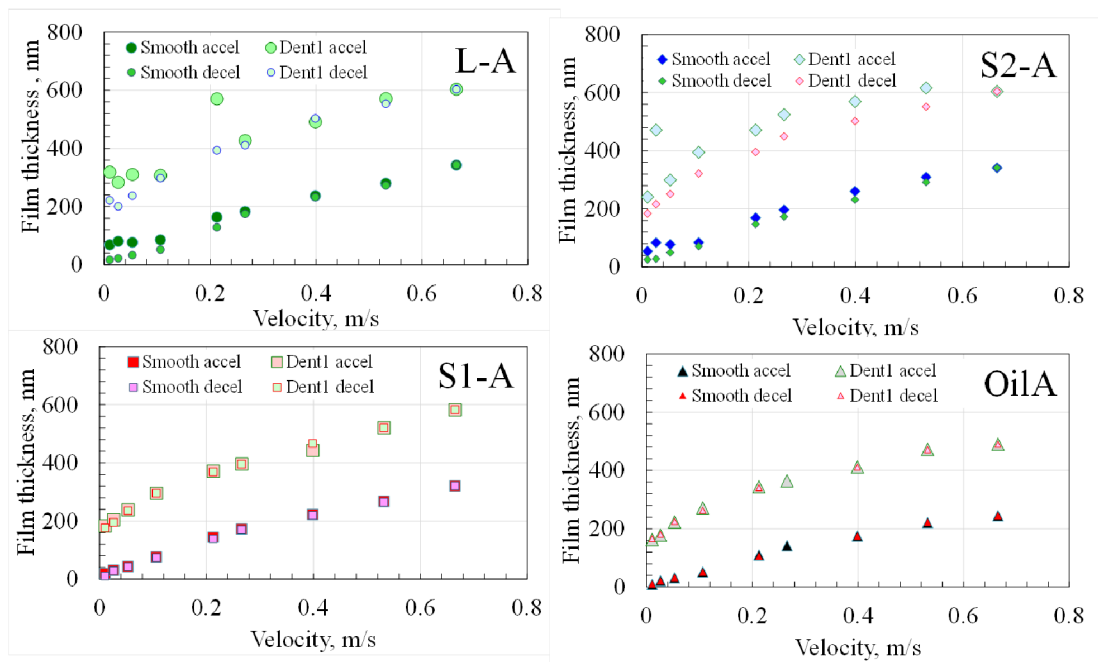 800
Smooth accel
Dent1 accel
Smooth decel
Dent1 decel
L-A
600
400
200
0
0
0.2
0.4
0.6
0.8
Film thickness , nm
Velocity, m/s
800
Smooth accel
Dent1 accel
Smooth decel
Dent1 decel
S2-A
600
400
200
0
0
0.2
0.4
0.6
0.8
Film thickness, nm
Velocity, m/s
800
Smooth accel
Dent1 accel
Smooth decel
Dent1 decel
S1-A
600
400
200
0
0
0.2
0.4
0.6
0.8
Film thickness, nm
Velocity, m/s
800
Smooth accel
Dent1 accel
Smooth decel
Dent1 decel
OilA
600
400
200
0
0
0.2
0.4
0.6
0.8
Film thickness, nm
Velocity, m/s